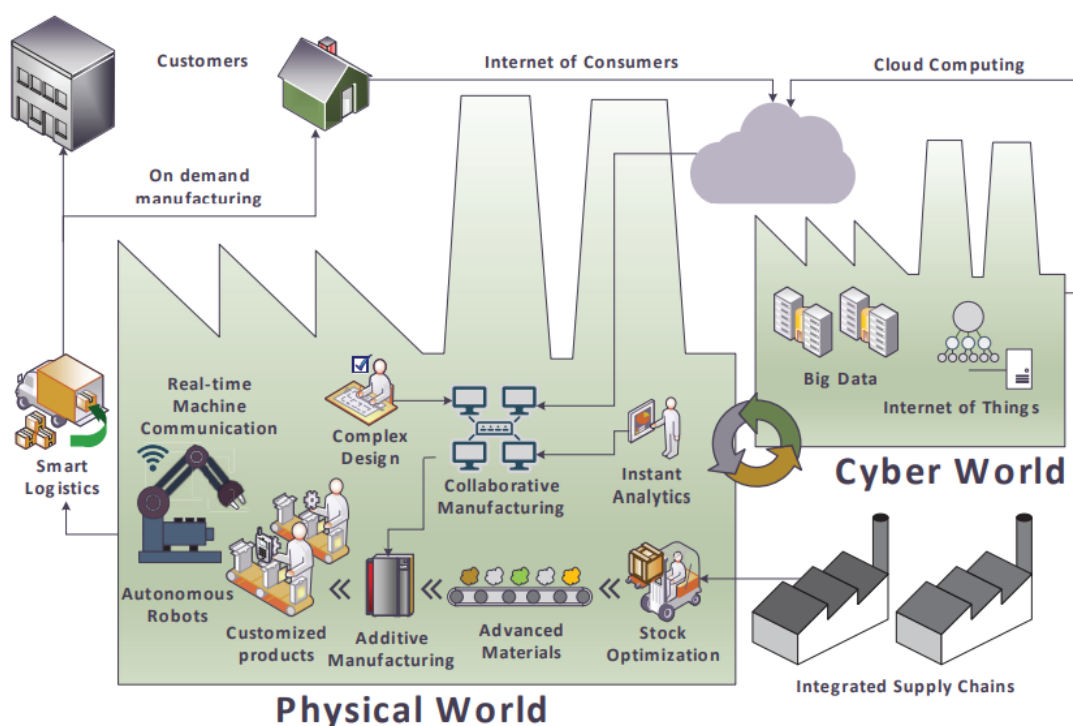 Customers
Internet of Consumers
Cloud Computing
On demand
manufacturing
Real-time
Machine
Communication
Complex
Design
Collaborative
Manufacturing
Instant
Analytics
Big Data
Internet of Things
Cyber World
Smart
Logistics
Autonomous
Robots
Customized
products
Additive
Manufacturing
Advanced
Materials
Stock
Optimization
Integrated Supply Chains
Physical World